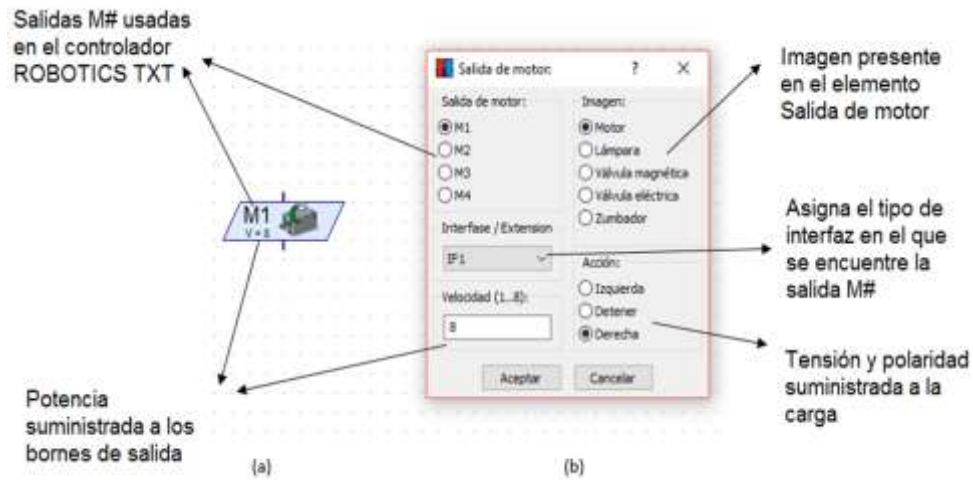 Salidas M# usadas
en el controlador
ROBOTICS TXT
M1
V = 8
Salida de motor:
? X
Salida de motor:
M1
M2
M3
M4
Interfase / Extension
IF1
Velocidad (1..8):
8
Imagen:
Motor
Lámpara
Válvula magnética
Válvula eléctrica
Zumbador
Acción:
Izquierda
Detener
Derecha
Aceptar
Cancelar
Imagen presente
en el elemento
Salida de motor
Asigna el tipo de
interfaz en el que
se encuentre la
salida M#
Tensión y polaridad
suministrada a la
carga
Potencia
suministrada a los
bornes de salida
(a)
(b)